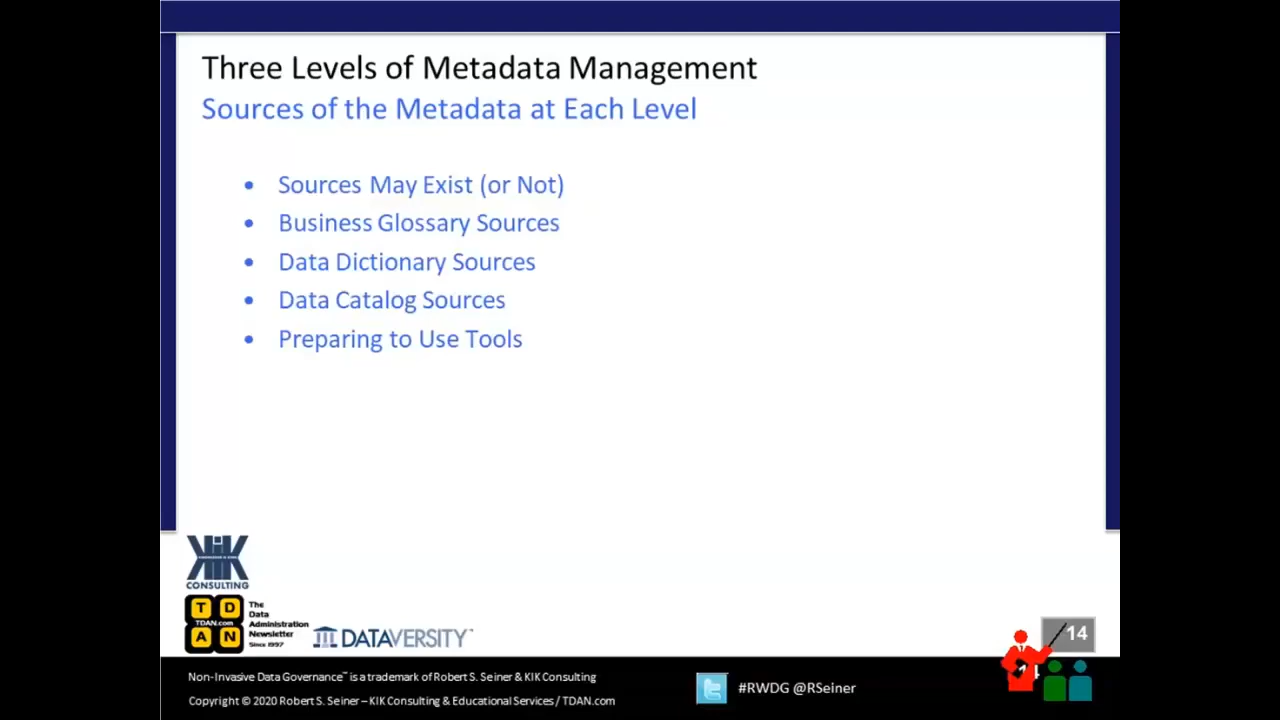 Three Levels of Metadata Management
Sources of the Metadata at Each Level
• Sources May Exist (or Not)
• Business Glossary Sources
• Data Dictionary Sources
• Data Catalog Sources
• Preparing to Use Tools
KIK
CONSULTING
T D
TDAN.com
A N
The
Data
Administration
Newsletter
Since 1997
DATAVERSITY™
14
Non-Invasive Data Governance™ is a trademark of Robert S. Seiner & KIK Consulting
Copyright © 2020 Robert S. Seiner – KIK Consulting & Educational Services / TDAN.com
#RWDG @RSeiner